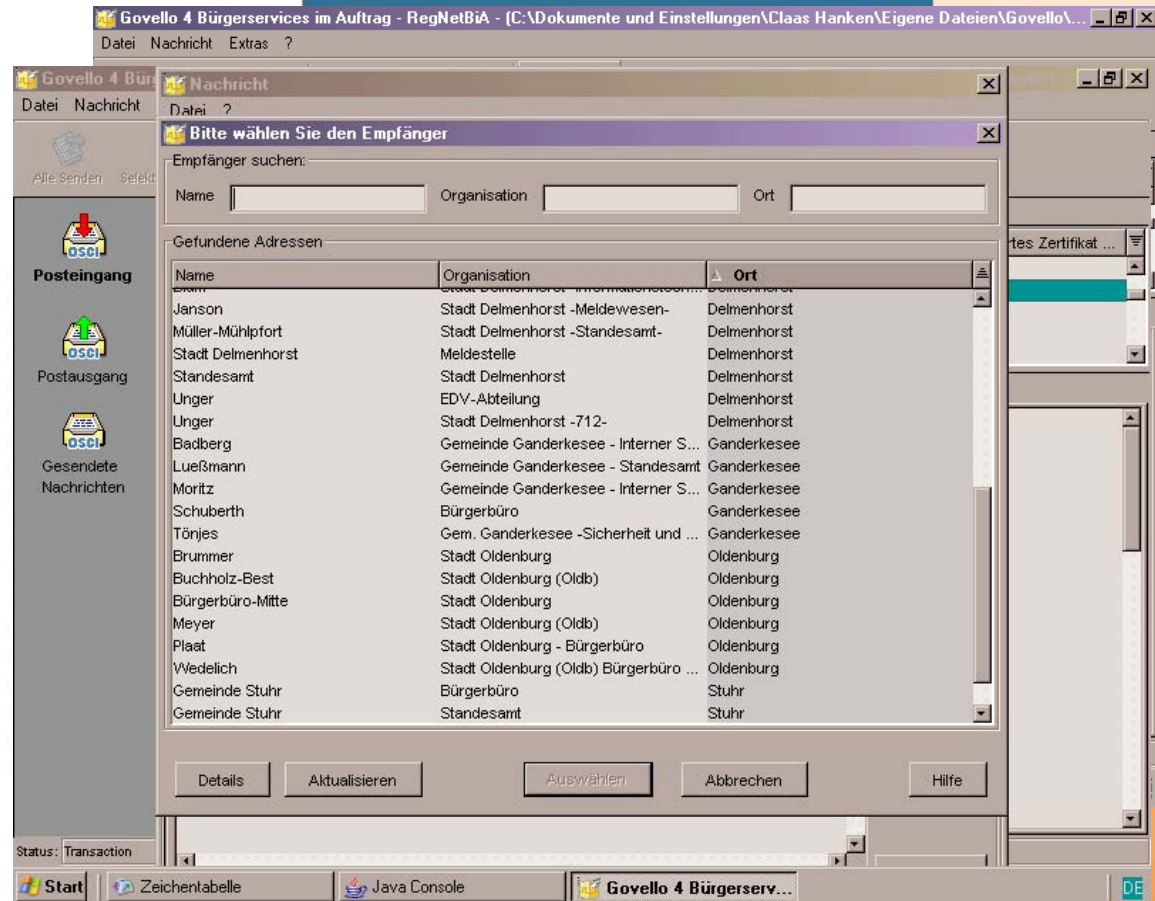 Govello 4 Bürgerservices im Auftrag - RegNetBiA - (C:\Dokumente und Einstellungen\Claas Hanken\Eigene Dateien\Govello\...
Datei Nachricht Extras ?
Govello 4 Bür
Datei Nachricht
Nachricht
Datei ?
Bitte wählen Sie den Empfänger
Empfänger suchen:
Name Organisation Ort
Alle Senden Selekt
Gefundene Adressen
Name Organisation Ort
Janson Stadt Delmenhorst -Meldewesen- Delmenhorst
Müller-Mühlpfort Stadt Delmenhorst -Standesamt- Delmenhorst
Stadt Delmenhorst Meldestelle Delmenhorst
Standesamt Stadt Delmenhorst Delmenhorst
Unger EDV-Abteilung Delmenhorst
Unger Stadt Delmenhorst -712- Delmenhorst
Badberg Gemeinde Ganderkesee - Interner S... Ganderkesee
Lueßmann Gemeinde Ganderkesee - Standesamt Ganderkesee
Moritz Gemeinde Ganderkesee - Interner S... Ganderkesee
Schuberth Bürgerbüro Ganderkesee
Tönjes Gem. Ganderkesee -Sicherheit und ... Ganderkesee
Brummer Stadt Oldenburg Oldenburg
Buchholz-Best Stadt Oldenburg (Oldb) Oldenburg
Bürgerbüro-Mitte Stadt Oldenburg Oldenburg
Meyer Stadt Oldenburg (Oldb) Oldenburg
Plaat Stadt Oldenburg - Bürgerbüro Oldenburg
Wedelich Stadt Oldenburg (Oldb) Bürgerbüro ... Oldenburg
Gemeinde Stuhr Bürgerbüro Stuhr
Gemeinde Stuhr Standesamt Stuhr
Details Aktualisieren Auswählen Abbrechen Hilfe
OSCI
Posteingang
OSCI
Postausgang
OSCI
Gesendete
Nachrichten
tes Zertifikat ...
Status: Transaction
Start Zeichentabelle Java Console Govello 4 Bürgerserv... DE